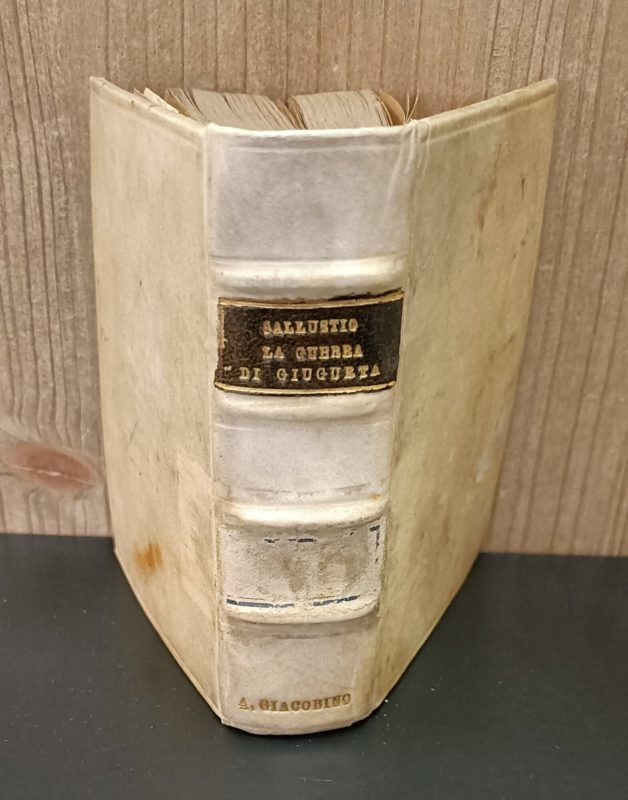 SALLUSTIO
LA GUERRA
DI GIUGURTA
A. GIACOBINO